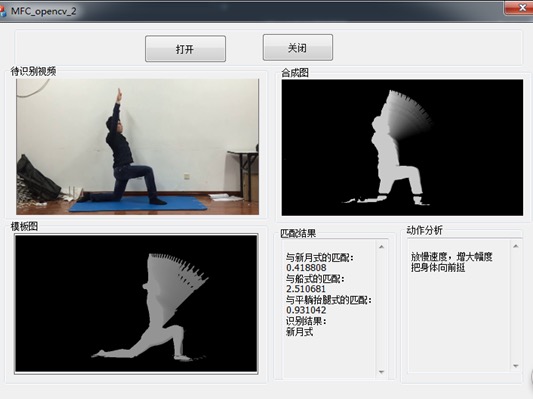 MFC_opencv_2
打开
关闭
待识别视频
合成图
模板图
匹配结果
与新月式的匹配:
0.418808
与船式的匹配:
2.510681
与平躺抬腿式的匹配:
0.931042
识别结果:
新月式
动作分析
放慢速度，增大幅度
把身体向前挺